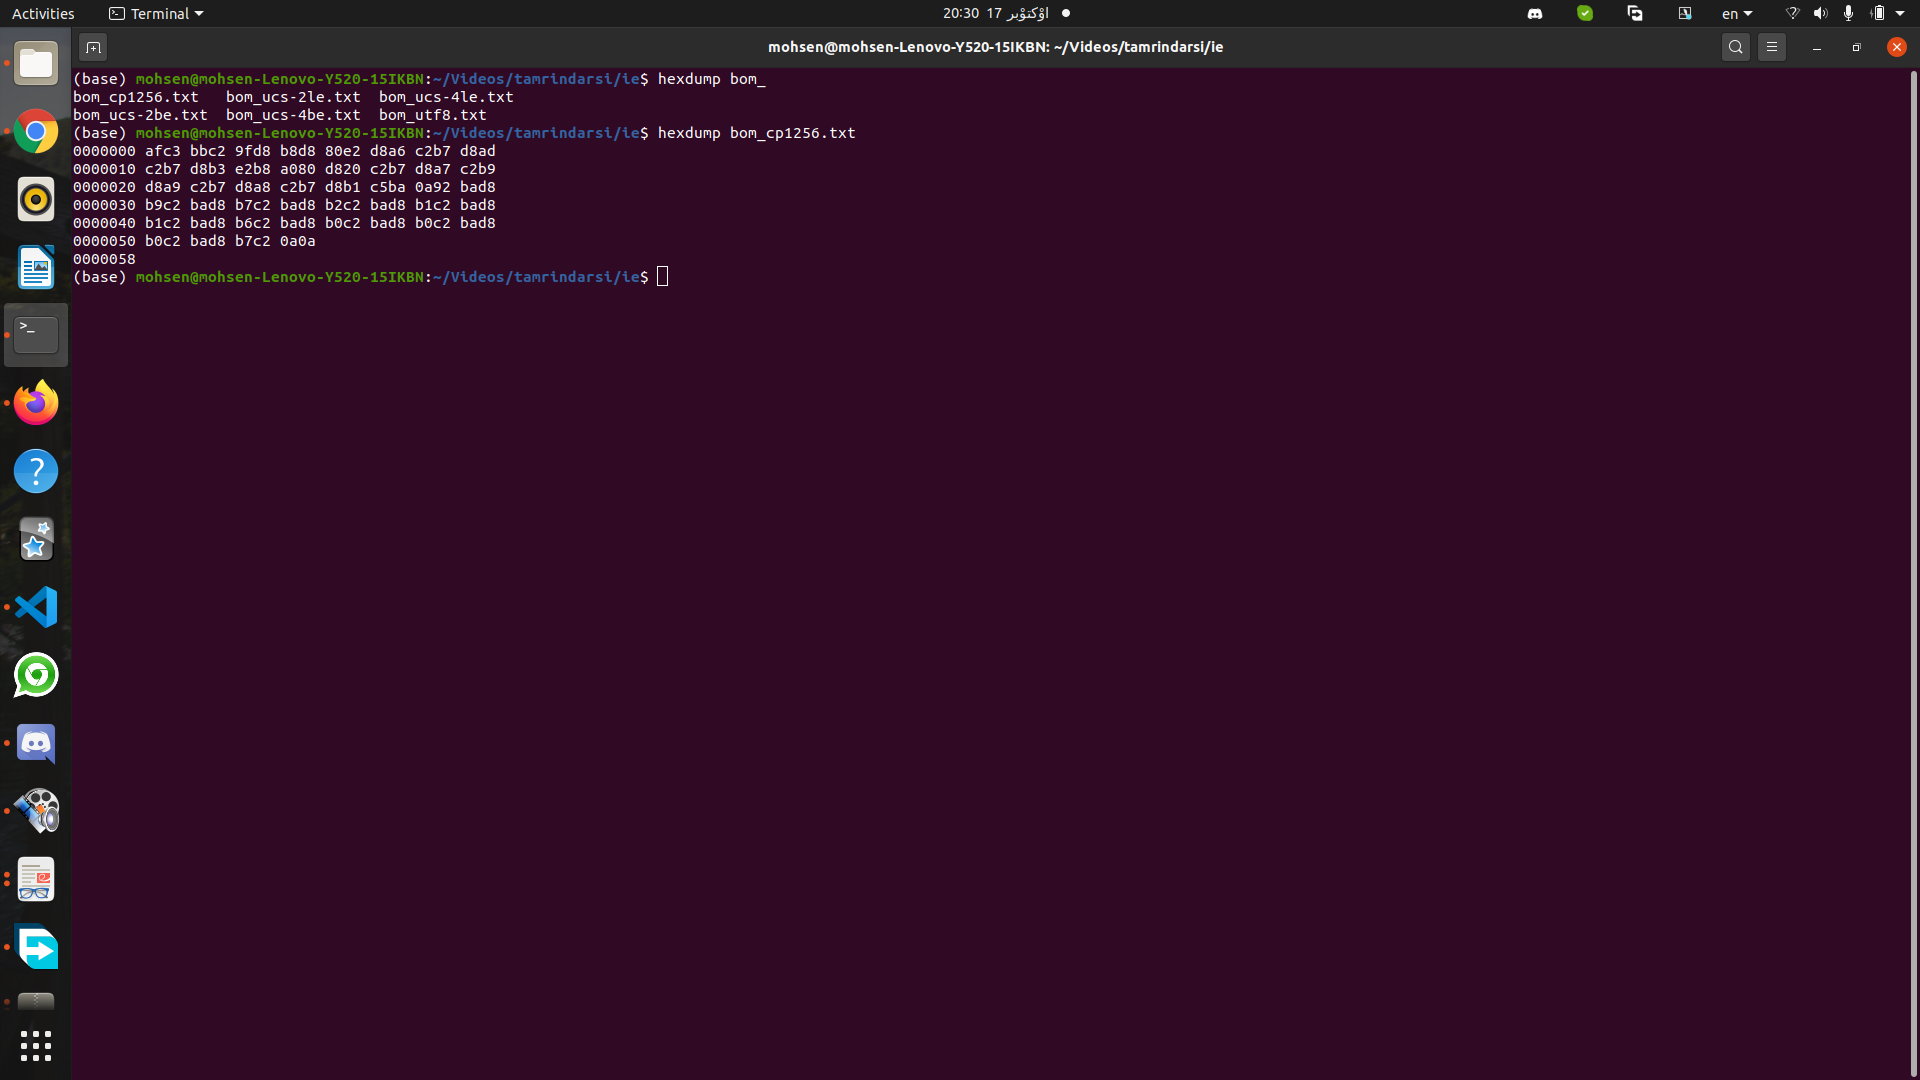 Activities Terminal 20:30 17 اوْکتوْبر en
mohsen@mohsen-Lenovo-Y520-15IKBN: ~/Videos/tamrindarsi/ie
(base) mohsen@mohsen-Lenovo-Y520-15IKBN:~/Videos/tamrindarsi/ie$ hexdump bom_
bom_cp1256.txt bom_ucs-2le.txt bom_ucs-4le.txt
bom_ucs-2be.txt bom_ucs-4be.txt bom_utf8.txt
(base) mohsen@mohsen-Lenovo-Y520-15IKBN:~/Videos/tamrindarsi/ie$ hexdump bom_cp1256.txt
0000000 afc3 bbc2 9fd8 b8d8 80e2 d8a6 c2b7 d8ad
0000010 c2b7 d8b3 e2b8 a080 d820 c2b7 d8a7 c2b9
0000020 d8a9 c2b7 d8a8 c2b7 d8b1 c5ba 0a92 bad8
0000030 b9c2 bad8 b7c2 bad8 b2c2 bad8 b1c2 bad8
0000040 b1c2 bad8 b6c2 bad8 b0c2 bad8 b0c2 bad8
0000050 b0c2 bad8 b7c2 0a0a
0000058
(base) mohsen@mohsen-Lenovo-Y520-15IKBN:~/Videos/tamrindarsi/ie$